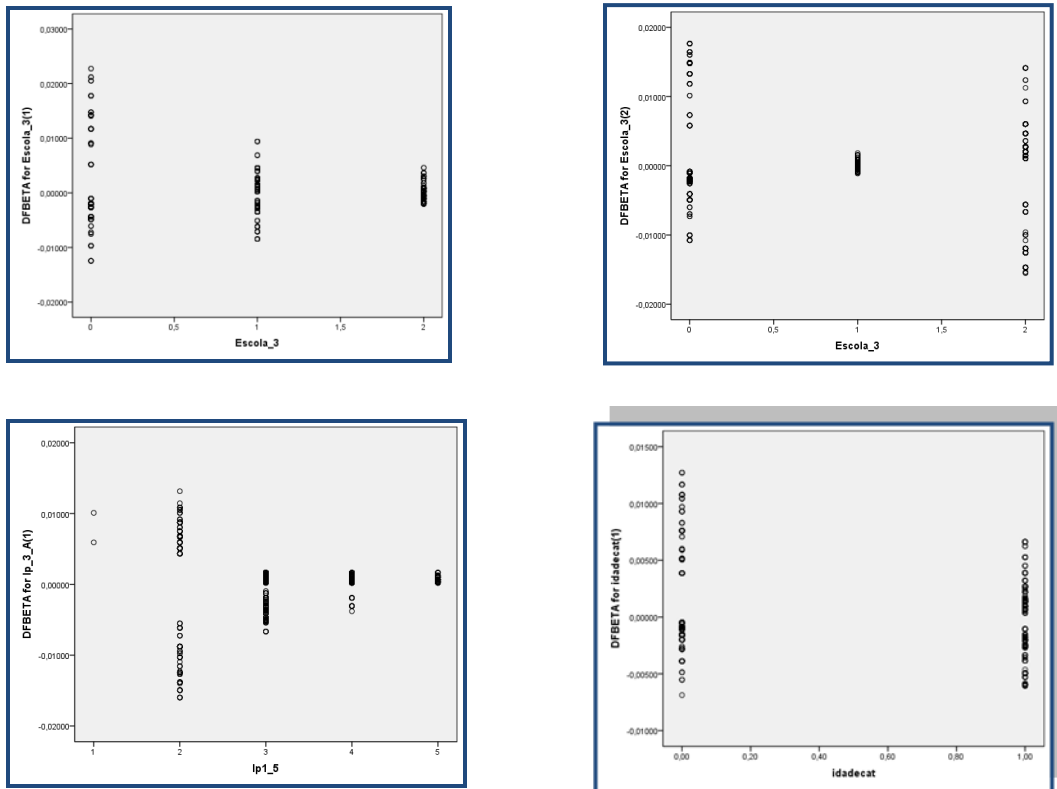 0,03000
0,02000
0,01000
0,00000
-0,01000
-0,02000
DFBETA for Escola_3(1)
0 0,5 1 1,5 2
Escola_3
0,02000
0,01000
0,00000
-0,01000
-0,02000
DFBETA for Escola_3(2)
0 0,5 1 1,5 2
Escola_3
0,02000
0,01000
0,00000
-0,01000
-0,02000
DFBETA for Ip_3_A(1)
1 2 3 4 5
Ip1_5
0,01500
0,01000
0,00500
0,00000
-0,00500
-0,01000
DFBETA for idadecat(1)
0,00 0,20 0,40 0,60 0,80 1,00
idadecat